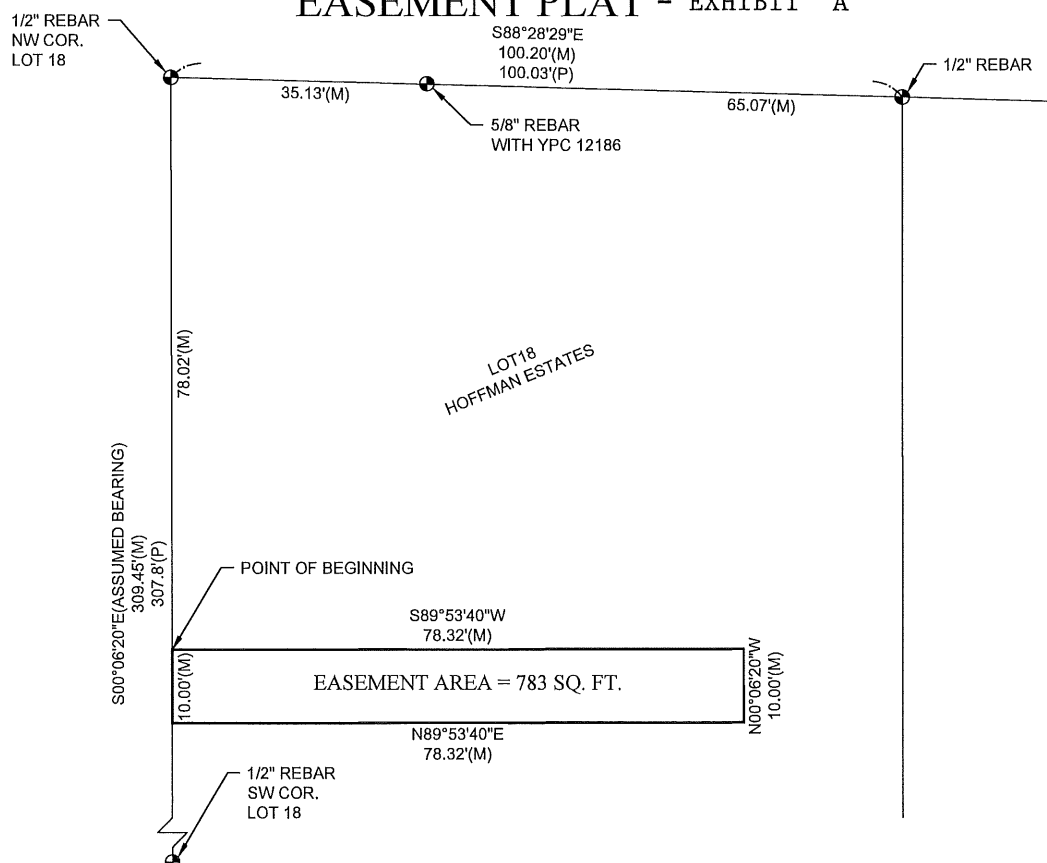 EASEMENT PLAT - EXHIBIT "A"
1/2" REBAR
NW COR.
LOT 18
S88°28'29"E
100.20'(M)
100.03'(P)
1/2" REBAR
35.13'(M)
65.07'(M)
5/8" REBAR
WITH YPC 12186
78.02'(M)
LOT18
HOFFMAN ESTATES
S00°06'20"E(ASSUMED BEARING)
309.45'(M)
307.8'(P)
POINT OF BEGINNING
S89°53'40"W
78.32'(M)
10.00'(M)
EASEMENT AREA = 783 SQ. FT.
N00°06'20"W
10.00'(M)
N89°53'40"E
78.32'(M)
1/2" REBAR
SW COR.
LOT 18